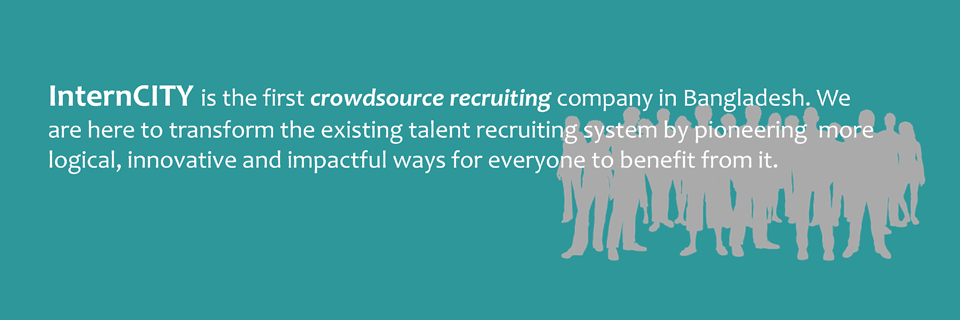 InternCITY is the first crowdsource recruiting company in Bangladesh. We
are here to transform the existing talent recruiting system by pioneering  more
logical, innovative and impactful ways for everyone to benefit from it.